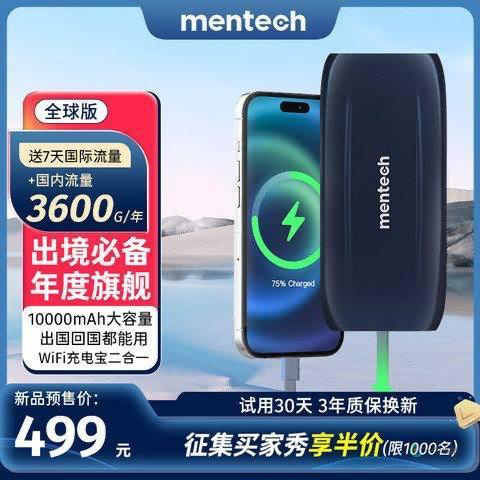 mentech
全球版
送7天国际流量
+国内流量
3600G/年
出境必备
年度旗舰
10000mAh大容量
出国回国都能用
WiFi充电宝二合一
75% Charged
mentech
新品预售价:
499元
试用30天 3年质保换新
征集买家秀享半价(限1000名)